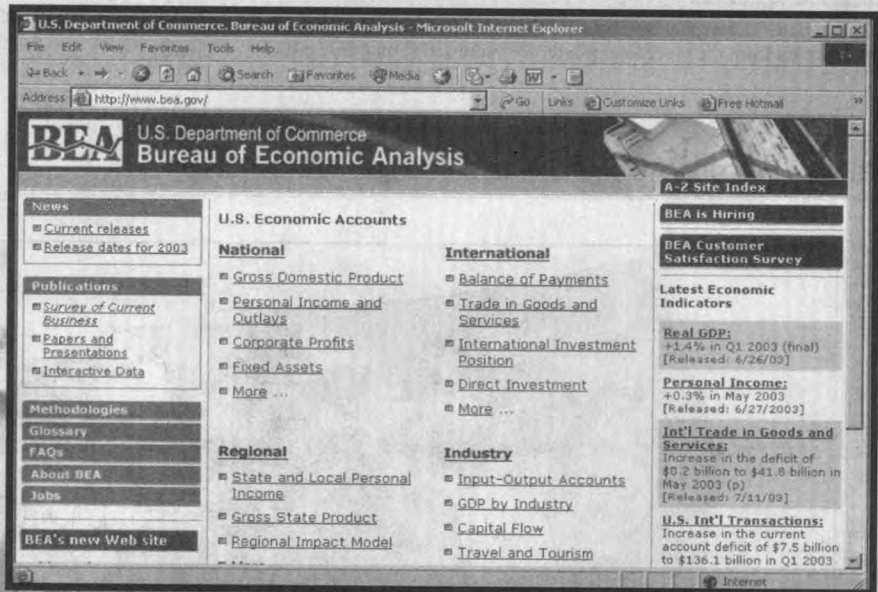 U.S. Department of Commerce. Bureau of Economic Analysis - Microsoft Internet Explorer
File Edit View Favorites Tools Help
Back Search Favorites Media
Address http://www.bea.gov/ Go Links Customize Links Free Hotmail
BEA
U.S. Department of Commerce
Bureau of Economic Analysis
News
Current releases
Release dates for 2003
Publications
Survey of Current
Business
Papers and
Presentations
Interactive Data
Methodologies
Glossary
FAQs
About BEA
Jobs
BEA's new Web site
U.S. Economic Accounts
National
Gross Domestic Product
Personal Income and
Outlays
Corporate Profits
Fixed Assets
More ...
International
Balance of Payments
Trade in Goods and
Services
International Investment
Position
Direct Investment
More ...
Regional
State and Local Personal
Income
Gross State Product
Regional Impact Model
Industry
Input-Output Accounts
GDP by Industry
Capital Flow
Travel and Tourism
A-Z Site Index
BEA is Hiring
BEA Customer
Satisfaction Survey
Latest Economic
Indicators
Real GDP:
+1.4% in Q1 2003 (final)
[Released: 6/26/03]
Personal Income:
+0.3% in May 2003
[Released: 6/27/2003]
Int'l Trade in Goods and
Services:
Increase in the deficit of
$0.2 billion to $41.8 billion in
May 2003 (p)
[Released: 7/11/03]
U.S. Int'l Transactions:
Increase in the current
account deficit of $7.5 billion
to $136.1 billion in Q1 2003
Internet